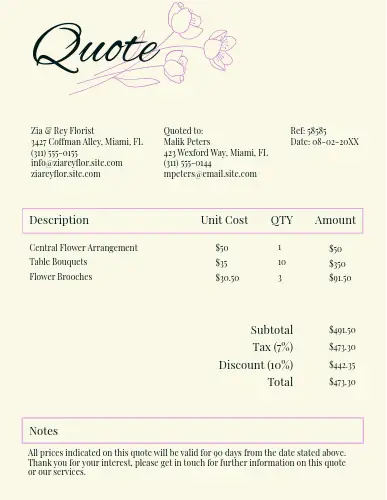 Quote
Zia & Rey Florist
3427 Coffman Alley, Miami, FL
(311) 555-0155
info@ziareyflor.site.com
ziareyflor.site.com
Quoted to:
Malik Peters
423 Wexford Way, Miami, FL
(311) 555-0144
mpeters@email.site.com
Ref: 58585
Date: 08-02-20XX
Description Unit Cost QTY Amount
Central Flower Arrangement $50 1 $50
Table Bouquets $35 10 $350
Flower Brooches $30.50 3 $91.50
Subtotal $491.50
Tax (7%) $473.30
Discount (10%) $442.35
Total $473.30
Notes
All prices indicated on this quote will be valid for 90 days from the date stated above.
Thank you for your interest, please get in touch for further information on this quote
or our services.